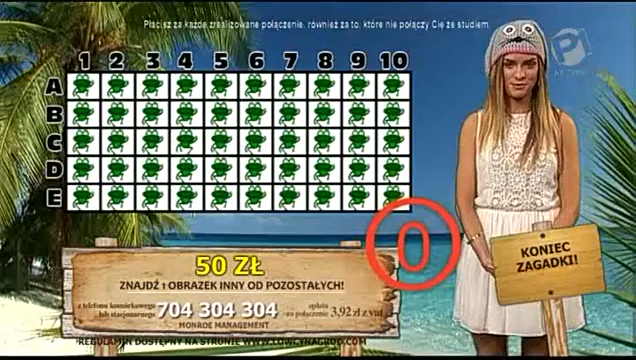 Płacisz za każde zrealizowane połączenie, również za to, które nie połączy Cię ze studiem.
1 2 3 4 5 6 7 8 9 10
A
B
C
D
E
0
KONIEC
ZAGADKI!
50 ZŁ
ZNAJDŹ 1 OBRAZEK INNY OD POZOSTAŁYCH!
z telefonu komórkowego
lub stacjonarnego 704 304 304 opłata
za połączenie 3,92 zł z vat
MONROE MANAGEMENT
REGULAMIN DOSTĘPNY NA STRONIE WWW.LOWCYNAGROD.COM